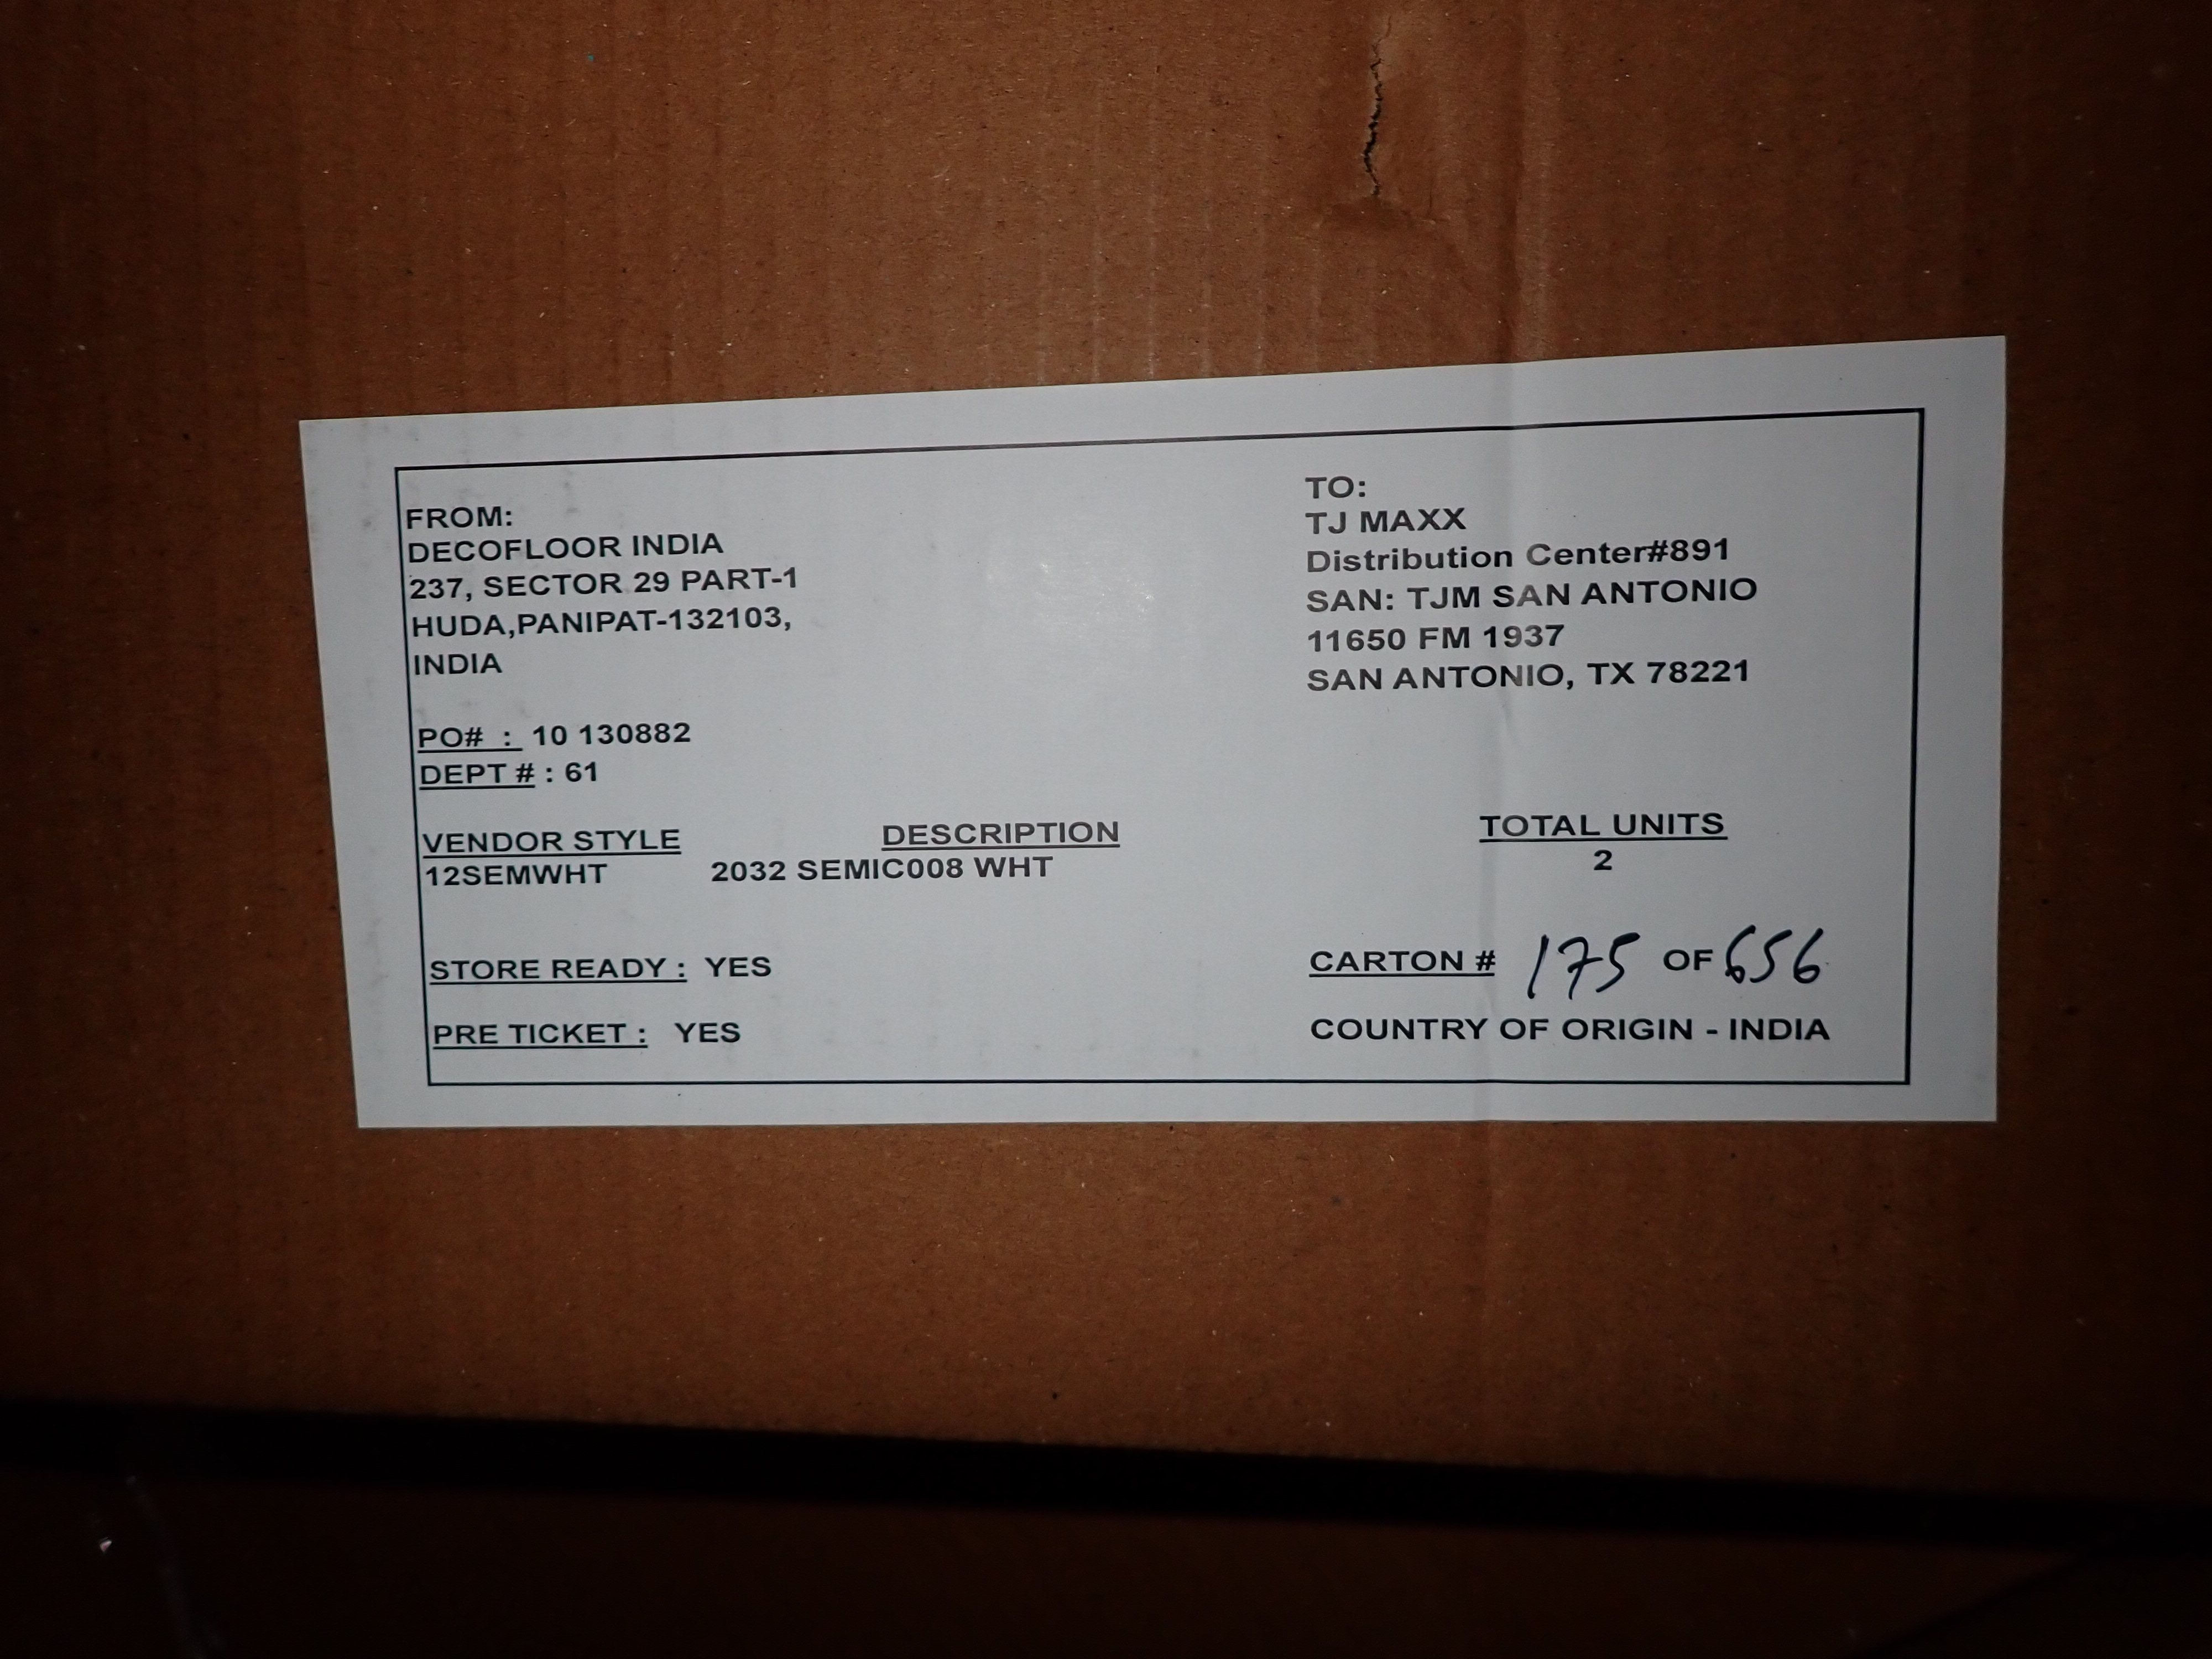 FROM:
DECOFLOOR INDIA
237, SECTOR 29 PART-1
HUDA,PANIPAT-132103,
INDIA
TO:
TJ MAXX
Distribution Center#891
SAN: TJM SAN ANTONIO
11650 FM 1937
SAN ANTONIO, TX 78221
PO# : 10 130882
DEPT # : 61
VENDOR STYLE DESCRIPTION TOTAL UNITS
12SEMWHT 2032 SEMIC008 WHT 2
STORE READY : YES
CARTON # 175 OF 656
PRE TICKET : YES
COUNTRY OF ORIGIN - INDIA